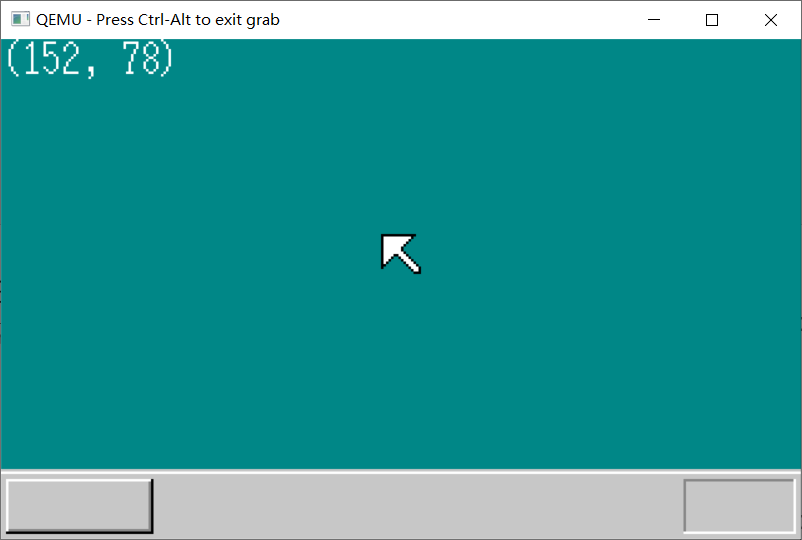 QEMU - Press Ctrl-Alt to exit grab
(152, 78)